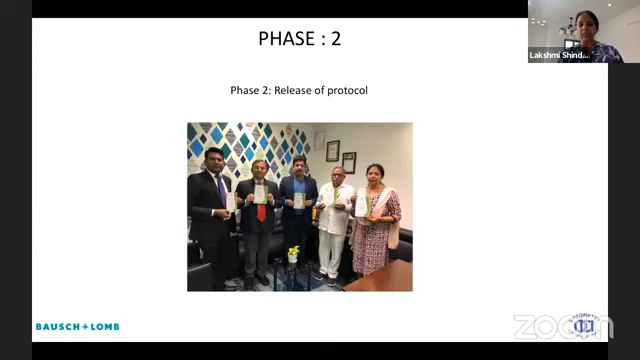 PHASE : 2
Lakshmi Shind...
Phase 2: Release of protocol
BAUSCH + LOMB
zoom